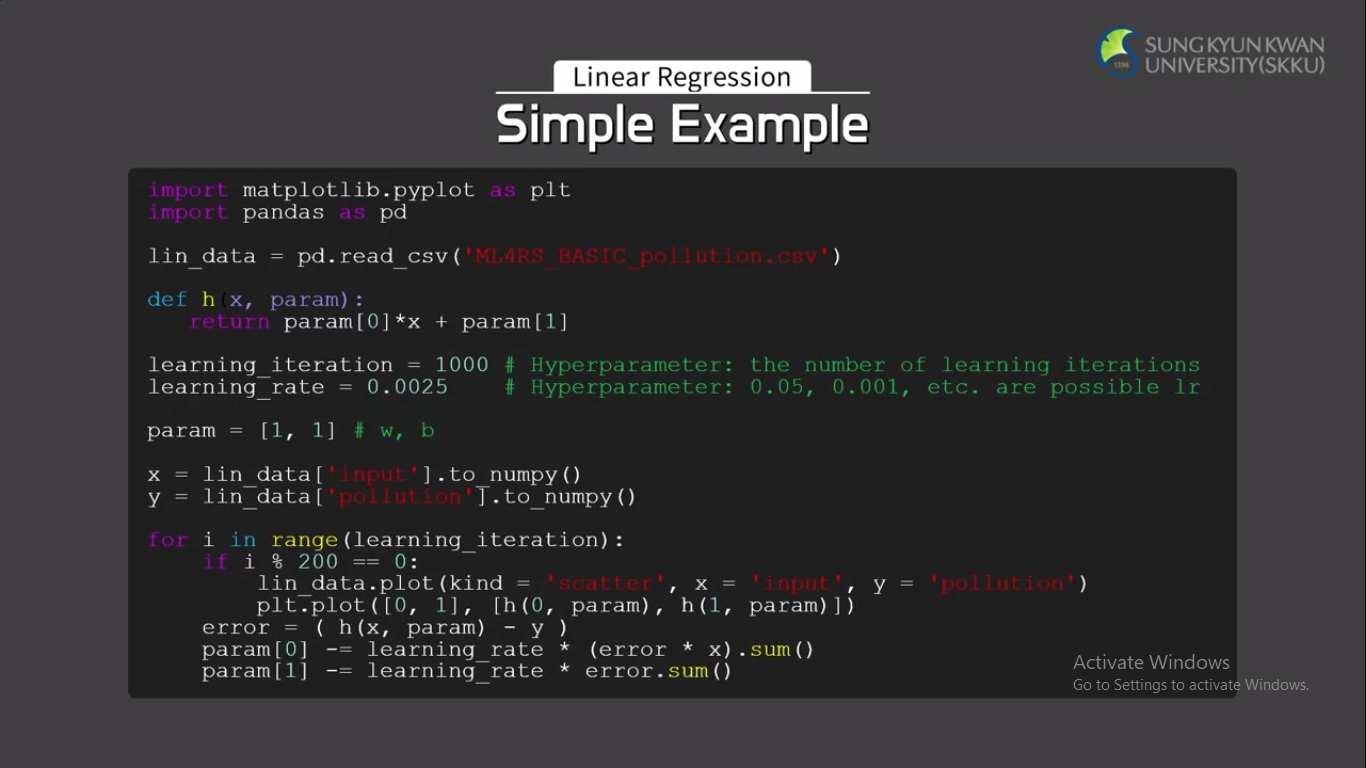 SUNG KYUN KWAN
UNIVERSITY(SKKU)
1398
Linear Regression
Simple Example
import matplotlib.pyplot as plt
import pandas as pd
lin_data = pd.read_csv('ML4RS_BASIC_pollution.csv')
def h(x, param):
return param[0]*x + param[1]
learning_iteration = 1000 # Hyperparameter: the number of learning iterations
learning_rate = 0.0025 # Hyperparameter: 0.05, 0.001, etc. are possible lr
param = [1, 1] # w, b
x = lin_data['input'].to_numpy()
y = lin_data['pollution'].to_numpy()
for i in range(learning_iteration):
if i % 200 == 0:
lin_data.plot(kind = 'scatter', x = 'input', y = 'pollution')
plt.plot([0, 1], [h(0, param), h(1, param)])
error = ( h(x, param) - y )
param[0] -= learning_rate * (error * x).sum()
param[1] -= learning_rate * error.sum()
Activate Windows
Go to Settings to activate Windows.